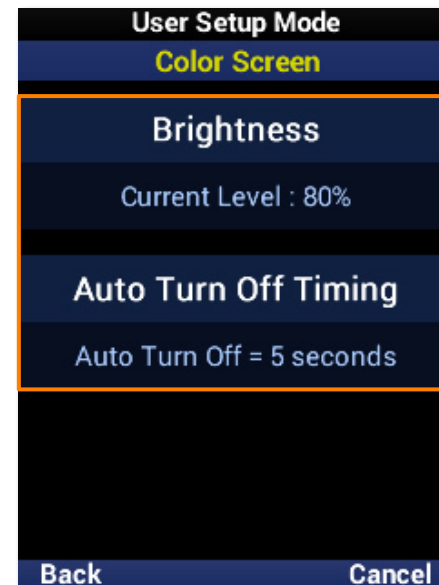 User Setup Mode
Color Screen
Brightness
Current Level : 80%
Auto Turn Off Timing
Auto Turn Off = 5 seconds
Back Cancel